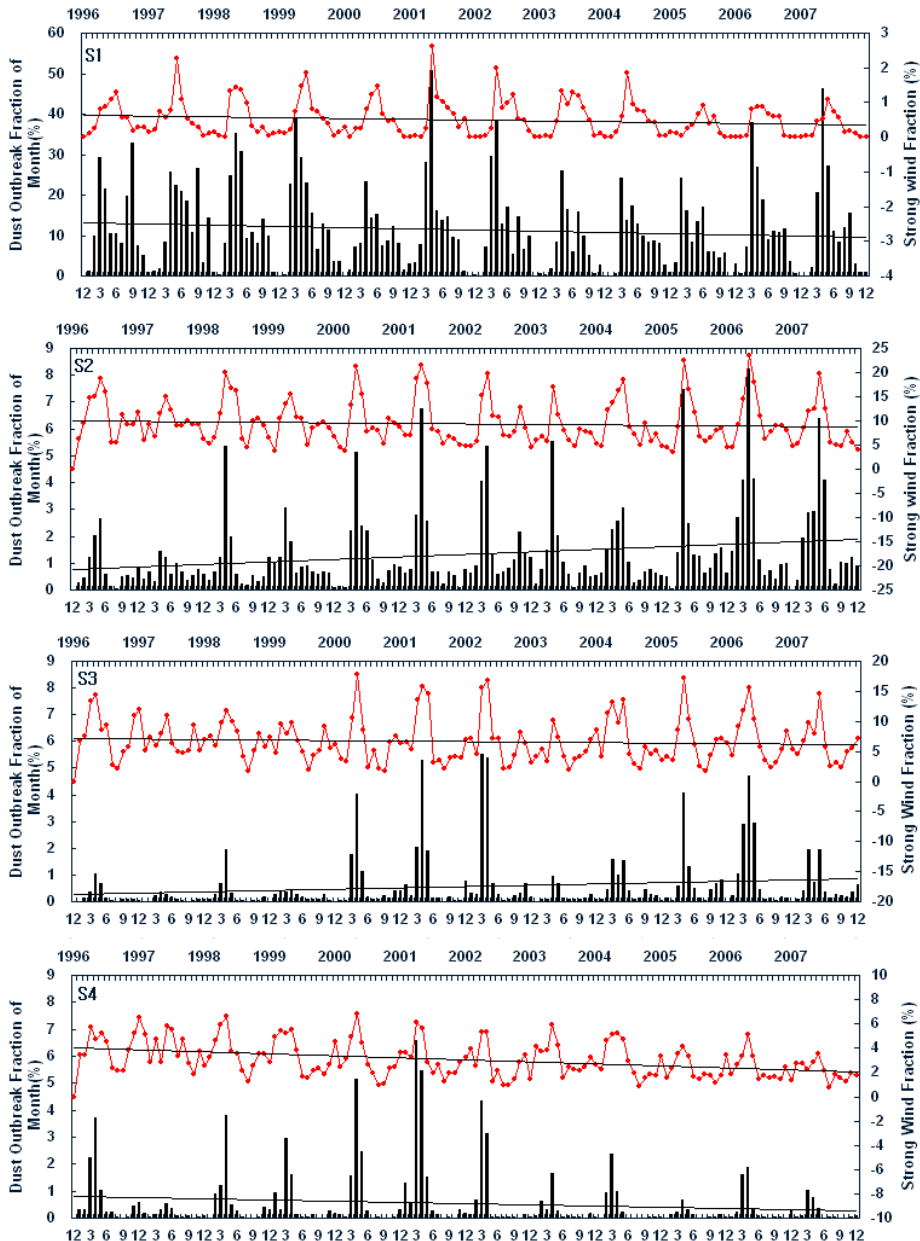 1996 1997 1998 1999 2000 2001 2002 2003 2004 2005 2006 2007
60 50 40 30 20 10 0
Dust Outbreak Fraction of
Month(%)
S1
3 2 1 0 -1 -2 -3 -4
Strong wind Fraction (%)
12 3 6 9 12 3 6 9 12 3 6 9 12 3 6 9 12 3 6 9 12 3 6 9 12 3 6 9 12 3 6 9 12 3 6 9 12 3 6 9 12 3 6 9 12 3 6 9 12
1996 1997 1998 1999 2000 2001 2002 2003 2004 2005 2006 2007
9 8 7 6 5 4 3 2 1 0
Dust Outbreak Fraction of
Month(%)
S2
25 20 15 10 5 0 -5 -10 -15 -20 -25
Strong wind Fraction (%)
12 3 6 9 12 3 6 9 12 3 6 9 12 3 6 9 12 3 6 9 12 3 6 9 12 3 6 9 12 3 6 9 12 3 6 9 12 3 6 9 12 3 6 9 12 3 6 9 12
1996 1997 1998 1999 2000 2001 2002 2003 2004 2005 2006 2007
9 8 7 6 5 4 3 2 1 0
Dust Outbreak Fraction of
Month(%)
S3
20 15 10 5 0 -5 -10 -15 -20
Strong Wind Fraction (%)
12 3 6 9 12 3 6 9 12 3 6 9 12 3 6 9 12 3 6 9 12 3 6 9 12 3 6 9 12 3 6 9 12 3 6 9 12 3 6 9 12 3 6 9 12 3 6 9 12
1996 1997 1998 1999 2000 2001 2002 2003 2004 2005 2006 2007
9 8 7 6 5 4 3 2 1 0
Dust Outbreak Fraction of
Month(%)
S4
10 8 6 4 2 0 -2 -4 -6 -8 -10
Strong Wind Fraction (%)
12 3 6 9 12 3 6 9 12 3 6 9 12 3 6 9 12 3 6 9 12 3 6 9 12 3 6 9 12 3 6 9 12 3 6 9 12 3 6 9 12 3 6 9 12 3 6 9 12